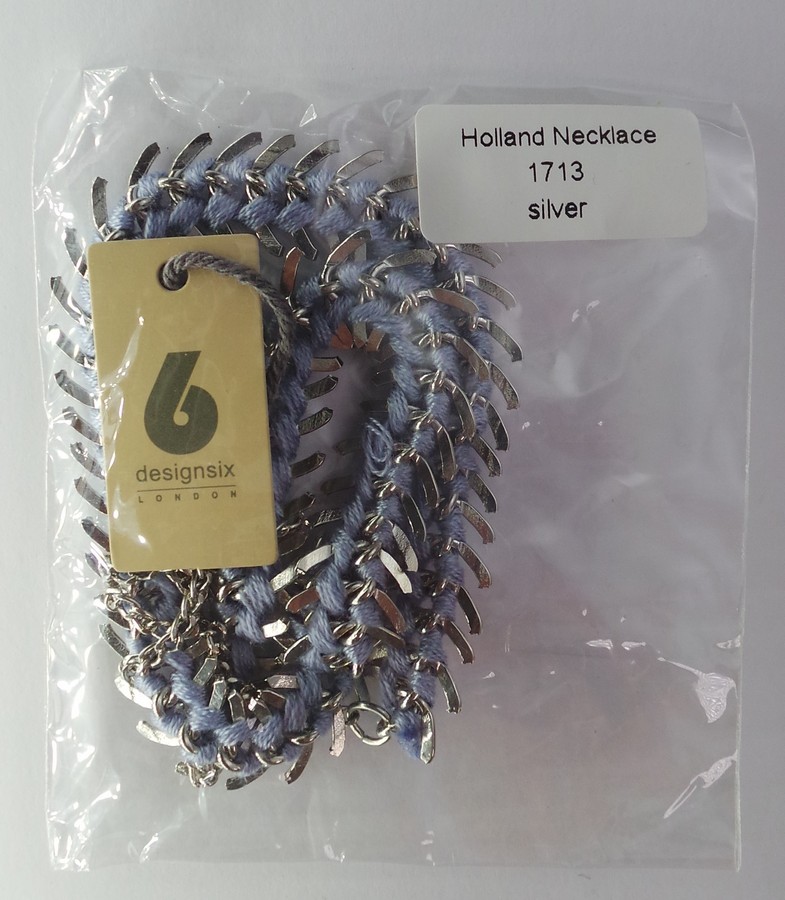 Holland Necklace
1713
silver
6
designsix
LONDON